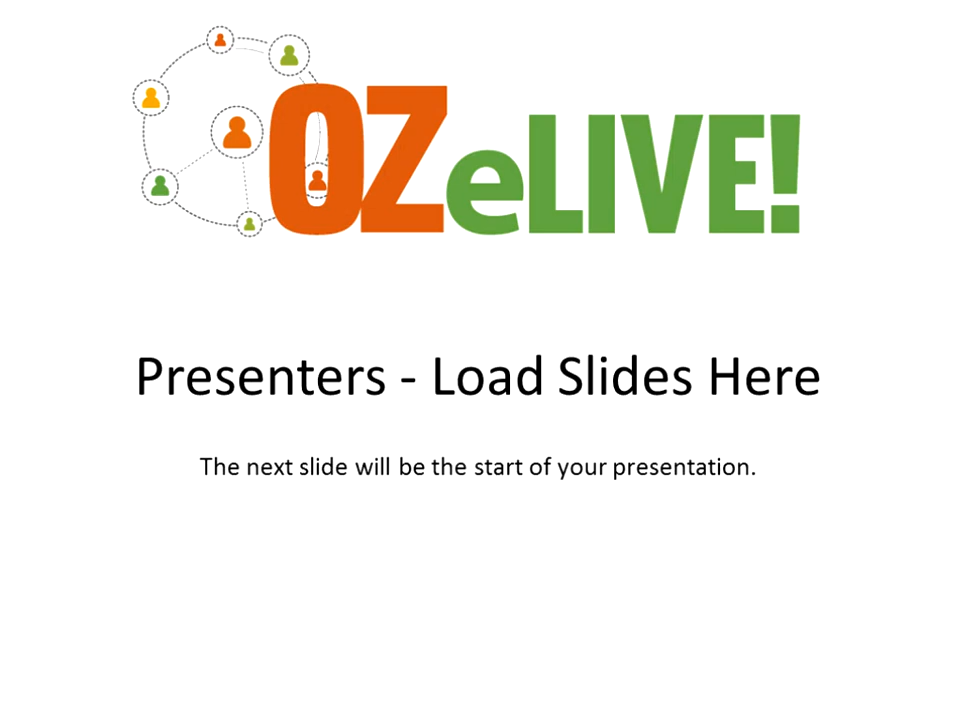 OZeLIVE!
Presenters - Load Slides Here
The next slide will be the start of your presentation.